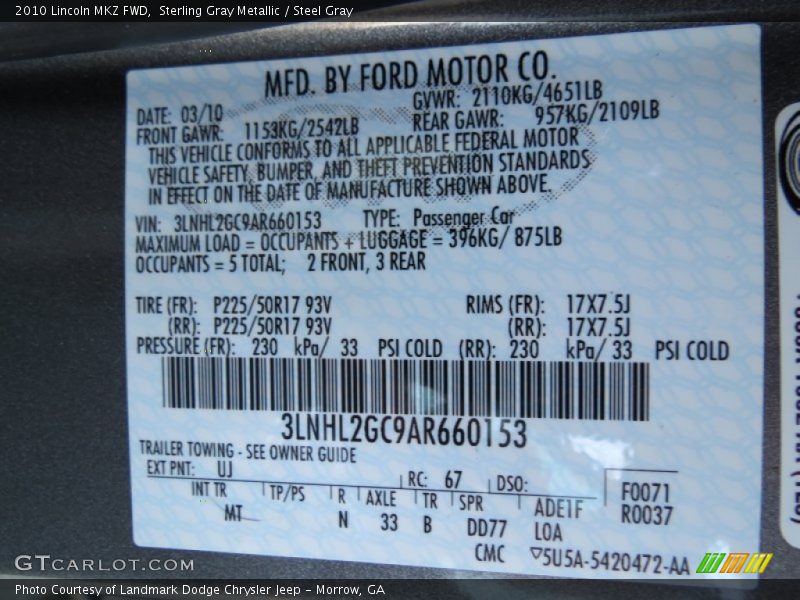 2010 Lincoln MKZ FWD, Sterling Gray Metallic / Steel Gray
MFD. BY FORD MOTOR CO.
DATE: 03/10 GVWR: 2110KG/4651LB
FRONT GAWR: 1153KG/2542LB REAR GAWR: 957KG/2109LB
THIS VEHICLE CONFORMS TO ALL APPLICABLE FEDERAL MOTOR
VEHICLE SAFETY, BUMPER, AND THEFT PREVENTION STANDARDS
IN EFFECT ON THE DATE OF MANUFACTURE SHOWN ABOVE.
VIN: 3LNHL2GC9AR660153 TYPE: Passenger Car
MAXIMUM LOAD = OCCUPANTS + LUGGAGE = 396KG/ 875LB
OCCUPANTS = 5 TOTAL; 2 FRONT, 3 REAR
TIRE (FR): P225/50R17 93V RIMS (FR): 17X7.5J
(RR): P225/50R17 93V (RR): 17X7.5J
PRESSURE (FR): 230 kPa/ 33 PSI COLD (RR): 230 kPa/ 33 PSI COLD
3LNHL2GC9AR660153
TRAILER TOWING - SEE OWNER GUIDE
EXT PNT: UJ RC: 67 DSO: F0071
INT TR TP/PS R AXLE TR SPR ADE1F R0037
MT N 33 B DD77 LOA
CMC 5U5A-5420472-AA
GTCARLOT.COM
Photo Courtesy of Landmark Dodge Chrysler Jeep – Morrow, GA